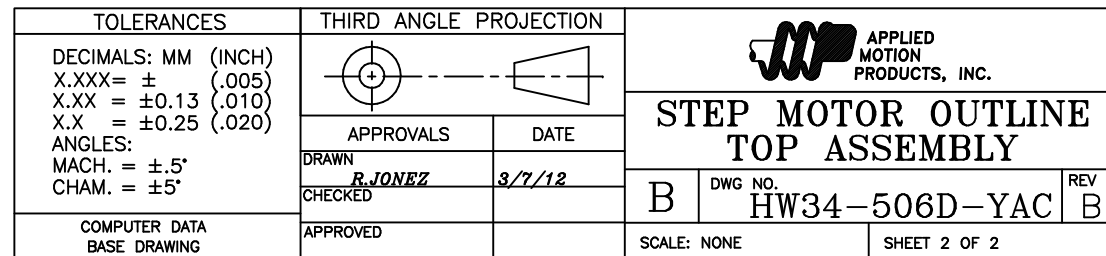 TOLERANCES
DECIMALS: MM (INCH)
X.XXX= ± (.005)
X.XX = ±0.13 (.010)
X.X = ±0.25 (.020)
ANGLES:
MACH. = ±.5°
CHAM. = ±5°
COMPUTER DATA
BASE DRAWING
THIRD ANGLE PROJECTION
APPROVALS DATE
DRAWN
R.JONEZ 3/7/12
CHECKED
APPROVED
APPLIED
MOTION
PRODUCTS, INC.
STEP MOTOR OUTLINE
TOP ASSEMBLY
B
DWG NO.
HW34-506D-YAC
REV
B
SCALE: NONE
SHEET 2 OF 2